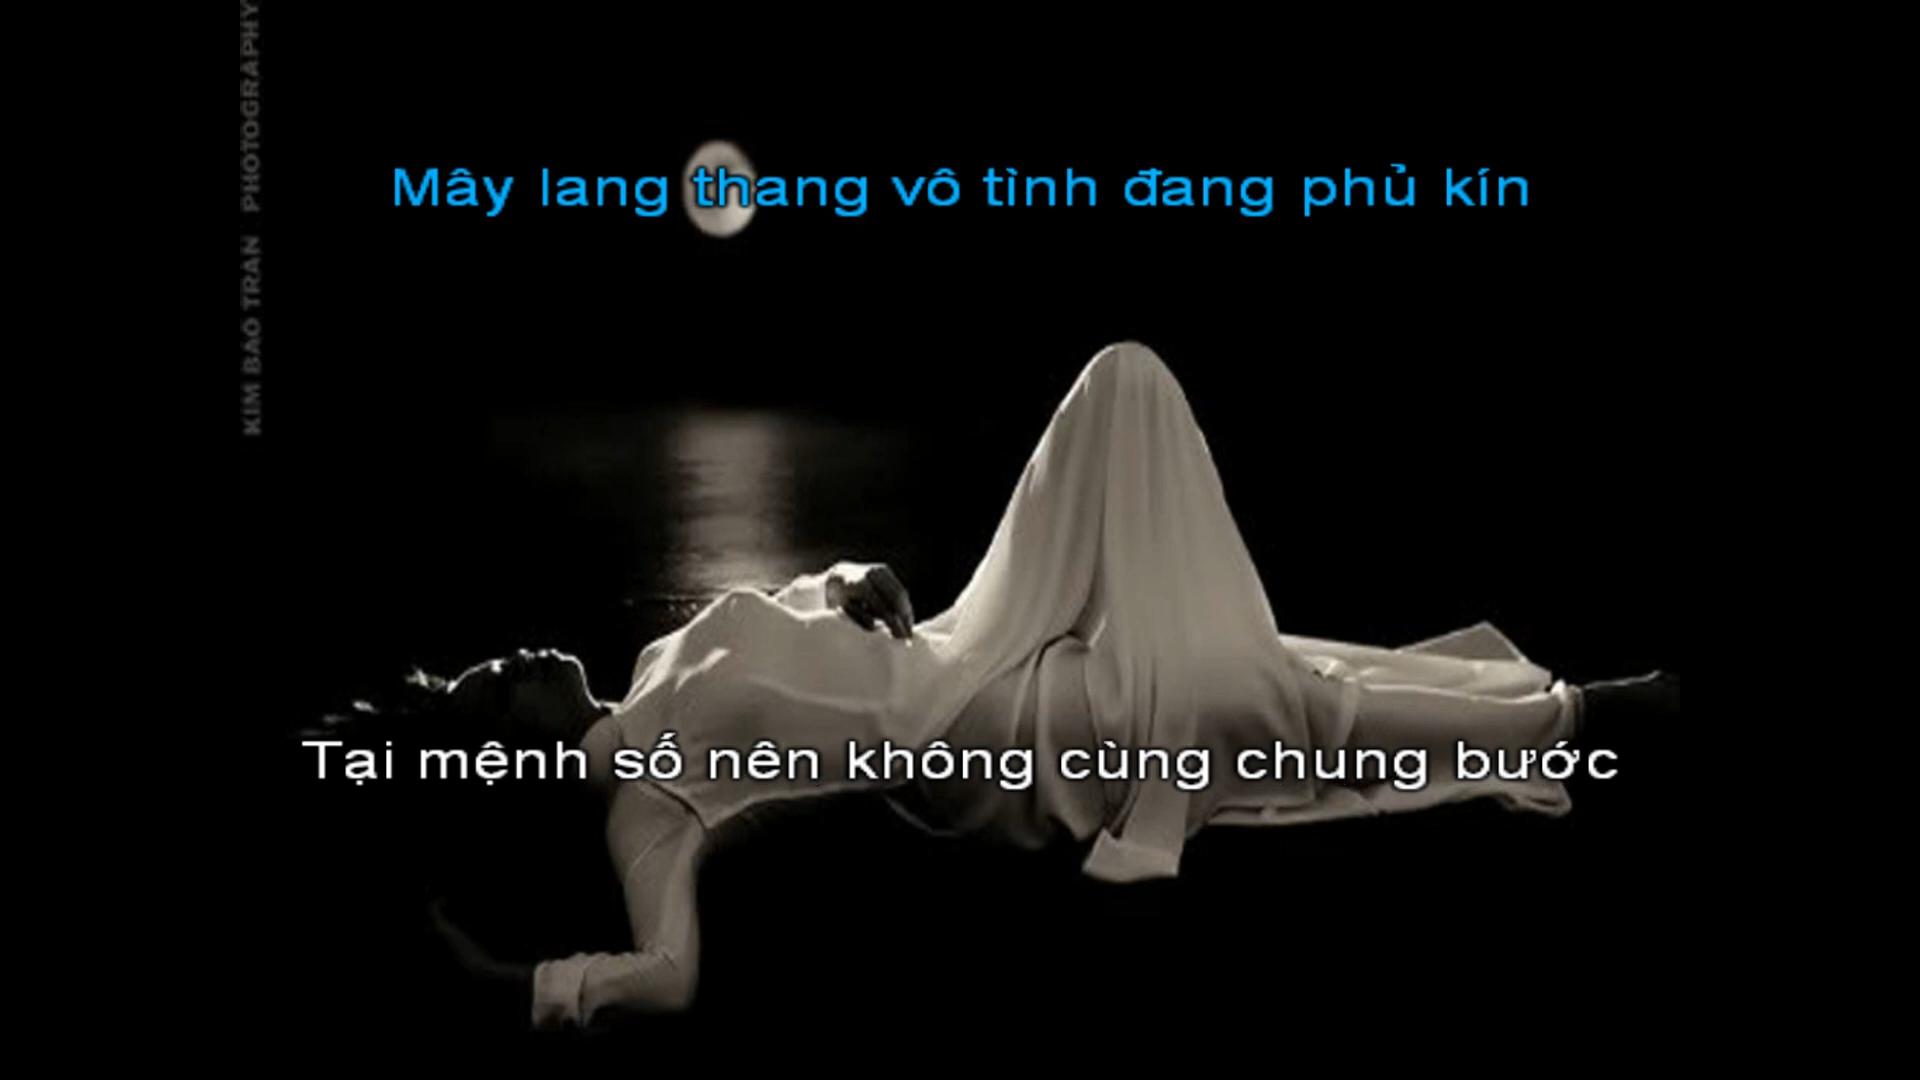 KIM BAO TRAN PHOTOGRAPHY
Mây lang thang vô tình đang phủ kín
Tại mệnh số nên không cùng chung bước